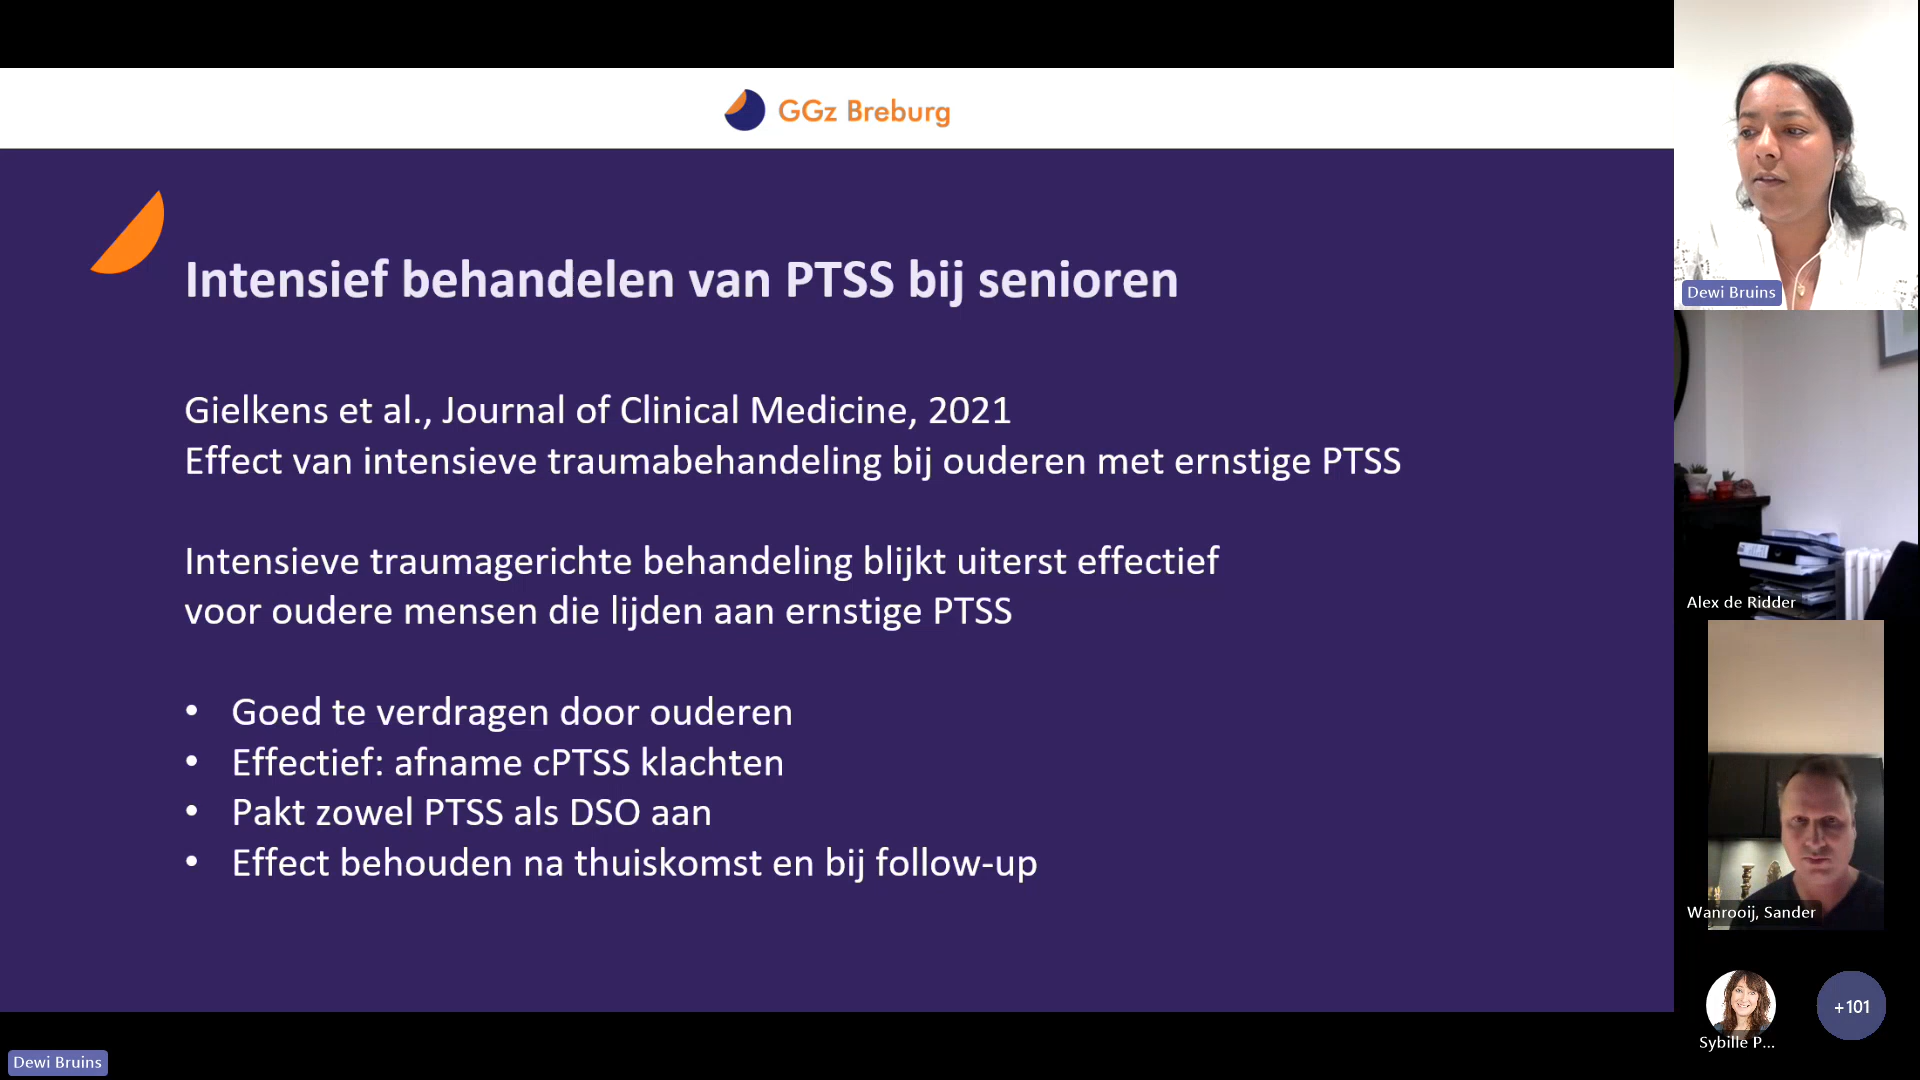 GGz Breburg
Intensief behandelen van PTSS bij senioren
Gielkens et al., Journal of Clinical Medicine, 2021
Effect van intensieve traumabehandeling bij ouderen met ernstige PTSS
Intensieve traumagerichte behandeling blijkt uiterst effectief
voor oudere mensen die lijden aan ernstige PTSS
• Goed te verdragen door ouderen
• Effectief: afname cPTSS klachten
• Pakt zowel PTSS als DSO aan
• Effect behouden na thuiskomst en bij follow-up
Dewi Bruins
Dewi Bruins
Alex de Ridder
Wanrooij, Sander
Sybille P...
+101